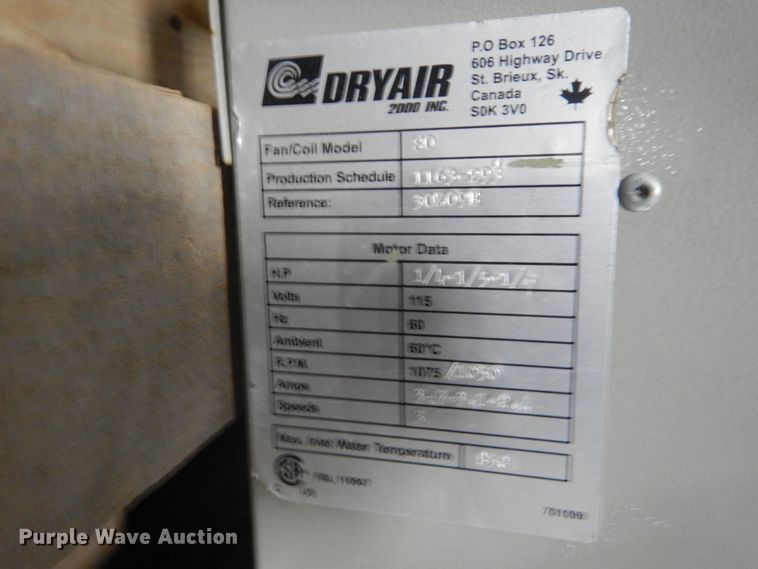 DRYAIR
2000 INC.
P.O Box 126
606 Highway Drive
St. Brieux, Sk.
Canada
S0K 3V0
Fan/Coil Model 80
Production Schedule
Reference:
Motor Data
H.P
Volts 115
Hz 60
Ambient 60°C
R.P.M. 1075
Amps
Speeds 3
Max. Inlet Water Temperature
Purple Wave Auction